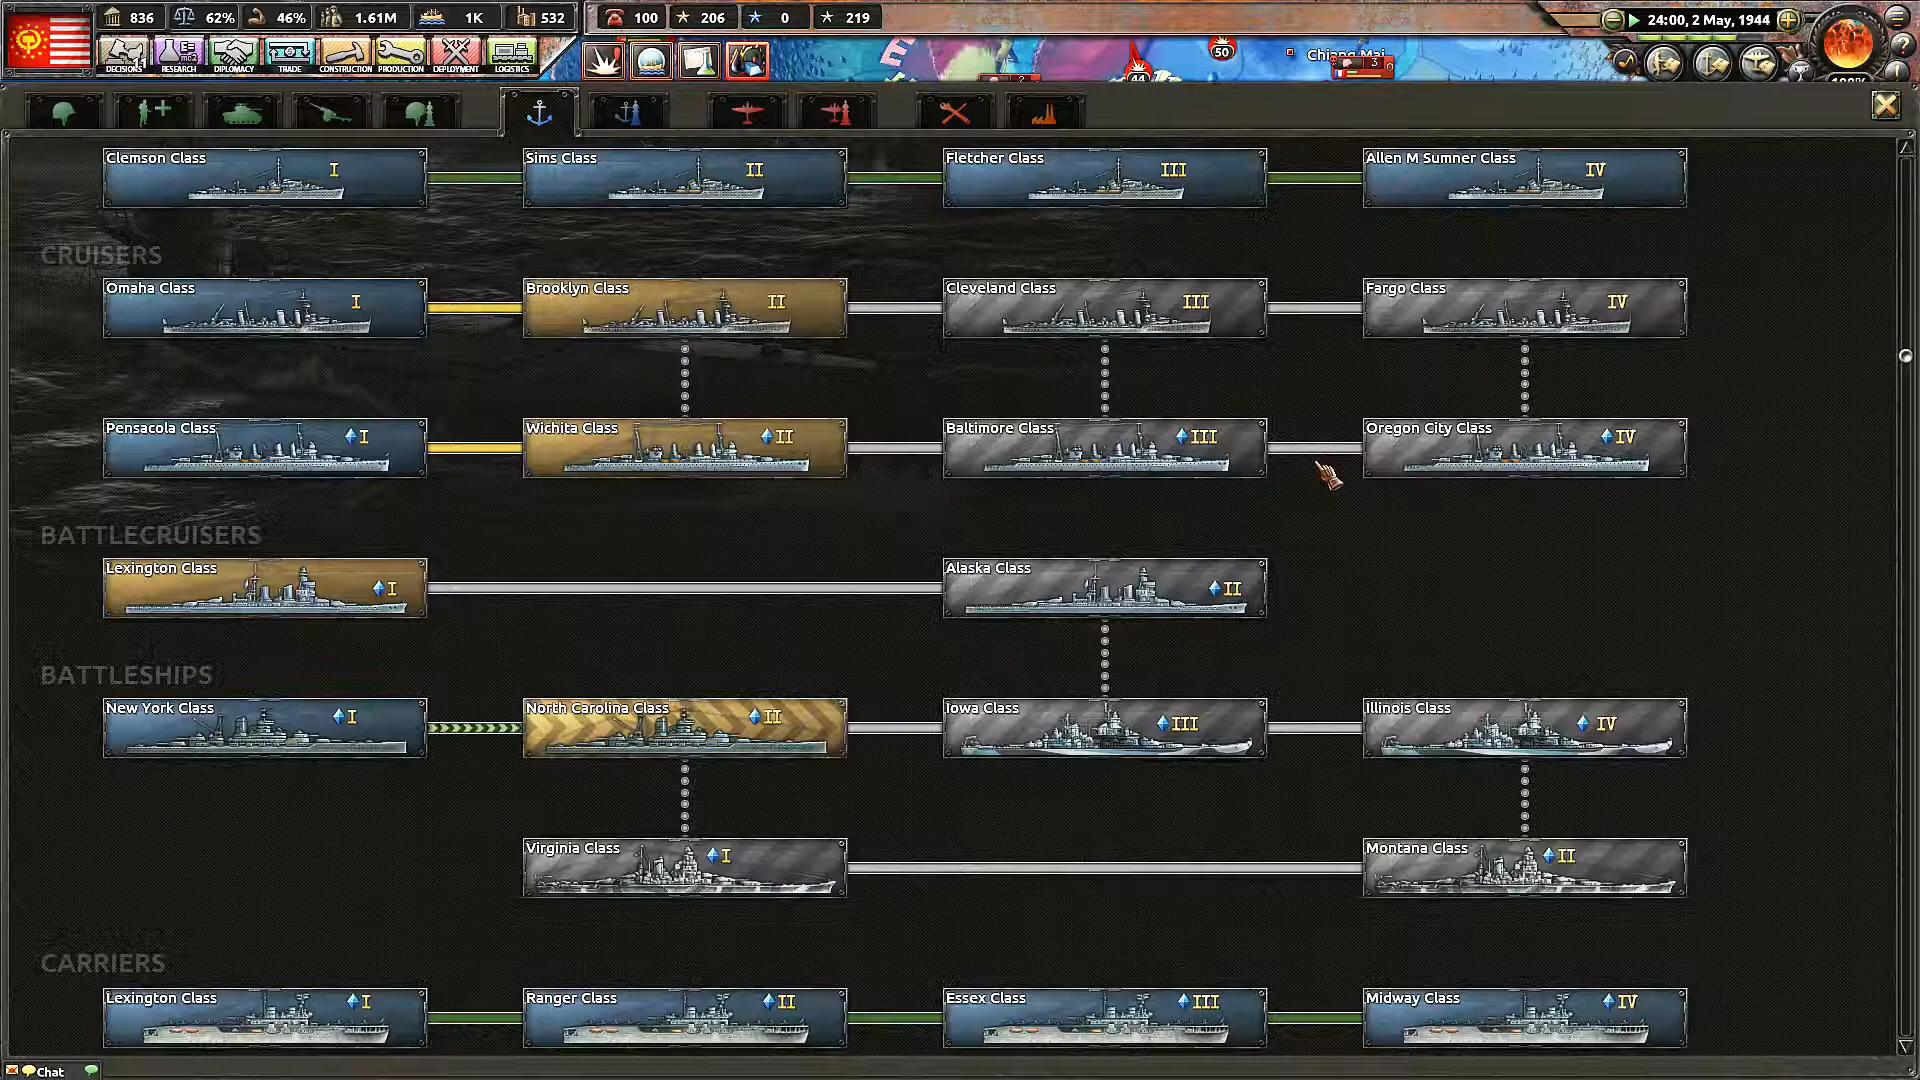 836 62% 46% 1.61M 1K 532 100 206 0 219 24:00, 2 May, 1944
DECISIONS RESEARCH DIPLOMACY TRADE CONSTRUCTION PRODUCTION DEPLOYMENT LOGISTICS
50 Chiang Mai
44 2 3
Clemson Class I Sims Class II Fletcher Class III Allen M Sumner Class IV
CRUISERS
Omaha Class I Brooklyn Class II Cleveland Class III Fargo Class IV
Pensacola Class I Wichita Class II Baltimore Class III Oregon City Class IV
BATTLECRUISERS
Lexington Class I Alaska Class II
BATTLESHIPS
New York Class I North Carolina Class II Iowa Class III Illinois Class IV
Virginia Class I Montana Class II
CARRIERS
Lexington Class I Ranger Class II Essex Class III Midway Class IV
Chat